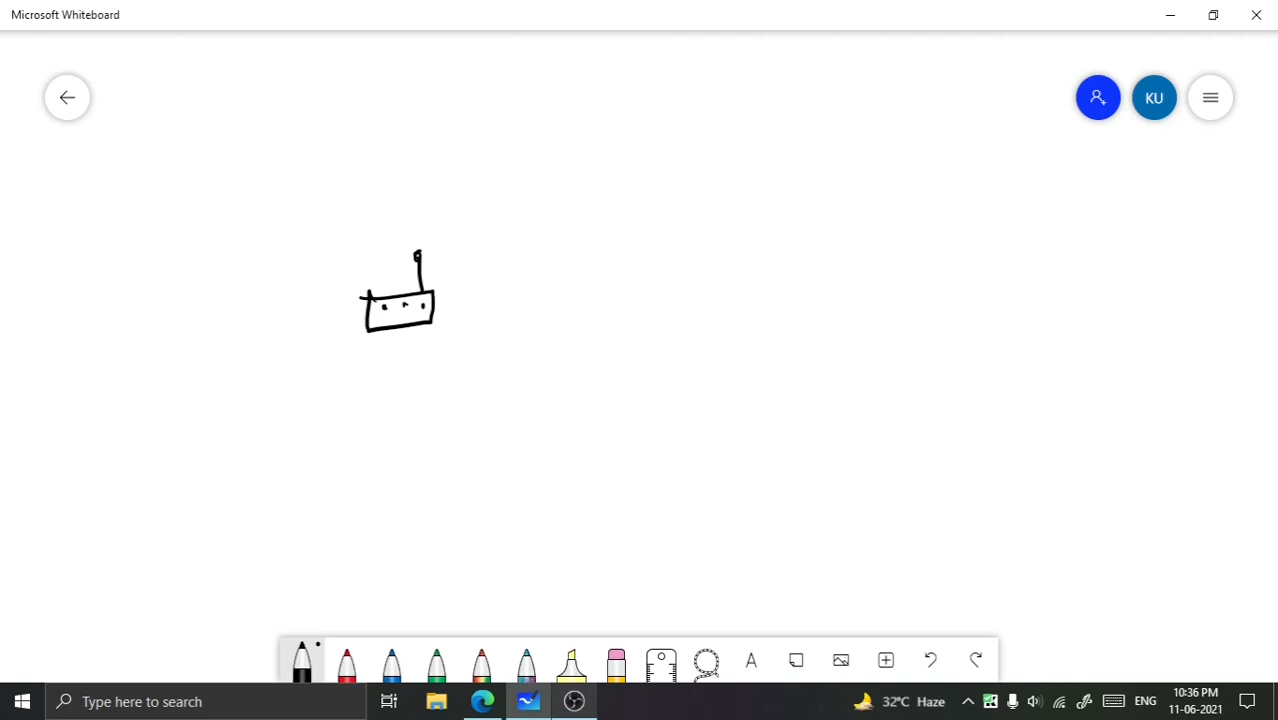 Microsoft Whiteboard
KU
A
Type here to search
32°C Haze
ENG
10:36 PM
11-06-2021